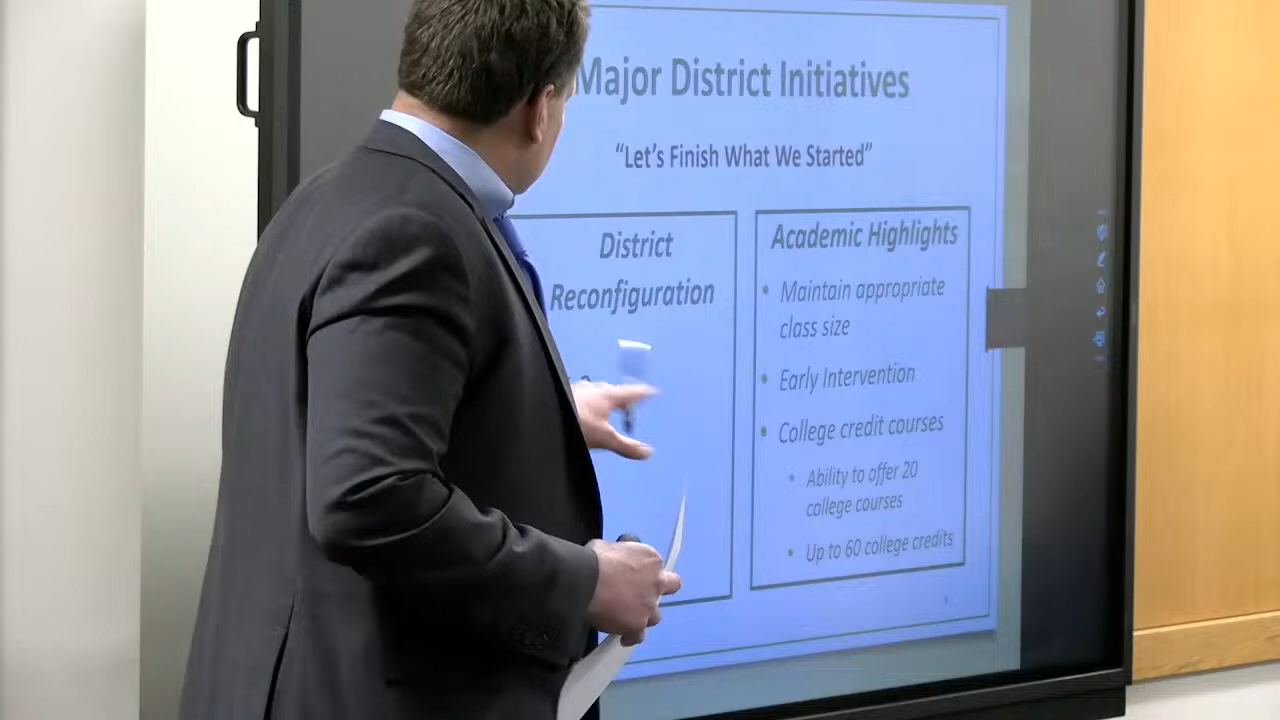 Major District Initiatives
“Let’s Finish What We Started”
District
Reconfiguration
Academic Highlights
• Maintain appropriate
class size
• Early Intervention
• College credit courses
• Ability to offer 20
college courses
• Up to 60 college credits